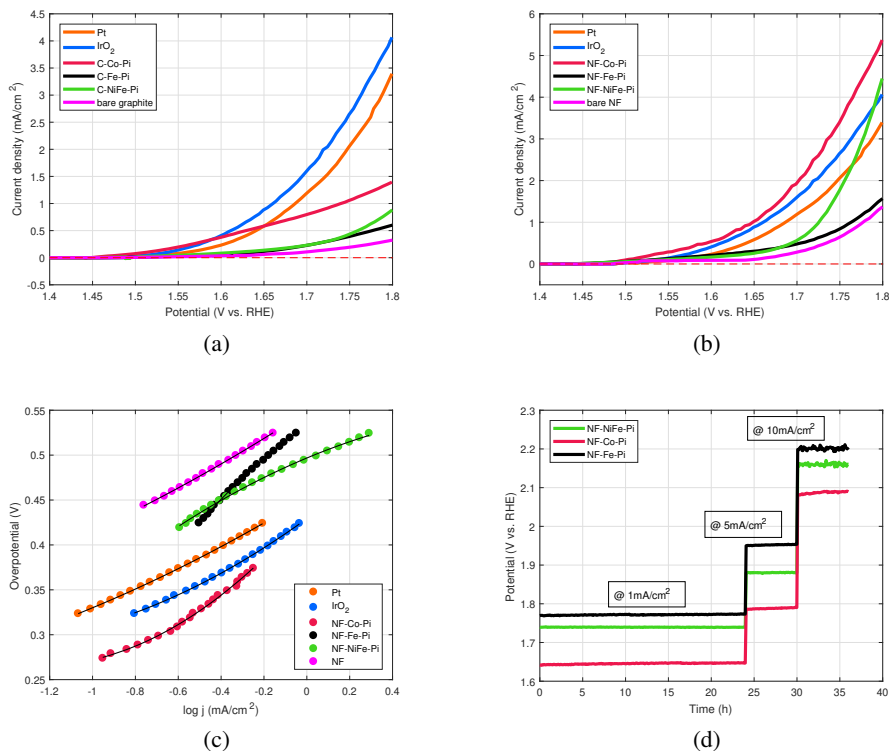 4.5
4
3.5
3
2.5
2
1.5
1
0.5
0
-0.5
Current density (mA/cm²)
Pt
IrO₂
C-Co-Pi
C-Fe-Pi
C-NiFe-Pi
bare graphite
1.4 1.45 1.5 1.55 1.6 1.65 1.7 1.75 1.8
Potential (V vs. RHE)
(a)
6
5
4
3
2
1
0
Current density (mA/cm²)
Pt
IrO₂
NF-Co-Pi
NF-Fe-Pi
NF-NiFe-Pi
bare NF
1.4 1.45 1.5 1.55 1.6 1.65 1.7 1.75 1.8
Potential (V vs. RHE)
(b)
0.55
0.5
0.45
0.4
0.35
0.3
0.25
Overpotential (V)
Pt
IrO₂
NF-Co-Pi
NF-Fe-Pi
NF-NiFe-Pi
NF
-1.2 -1 -0.8 -0.6 -0.4 -0.2 0 0.2 0.4
log j (mA/cm²)
(c)
2.3
2.2
2.1
2
1.9
1.8
1.7
1.6
Potential (V vs. RHE)
NF-NiFe-Pi
NF-Co-Pi
NF-Fe-Pi
@ 10mA/cm²
@ 5mA/cm²
@ 1mA/cm²
0 5 10 15 20 25 30 35 40
Time (h)
(d)